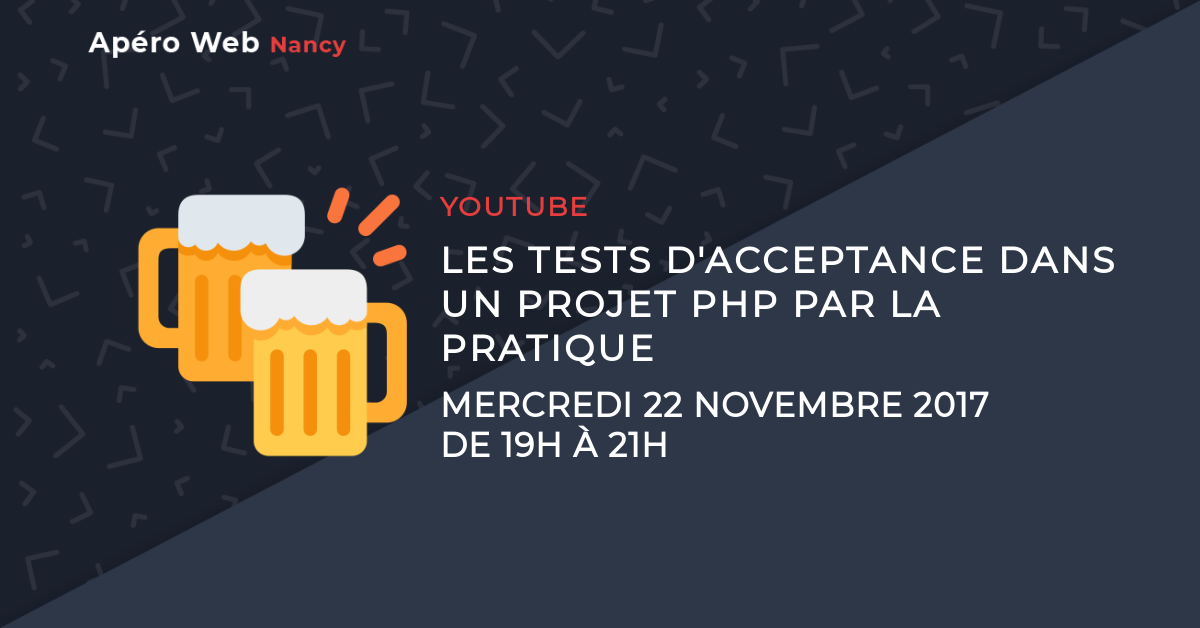 Apéro Web Nancy
YOUTUBE
LES TESTS D'ACCEPTANCE DANS
UN PROJET PHP PAR LA
PRATIQUE
MERCREDI 22 NOVEMBRE 2017
DE 19H À 21H